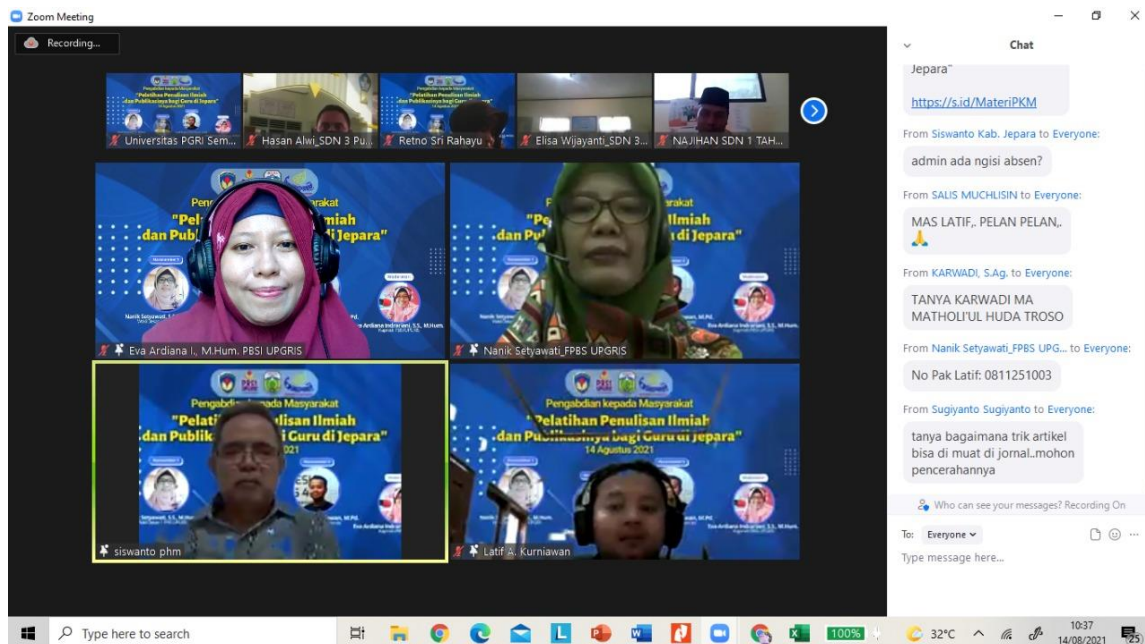 Zoom Meeting
Recording...
Universitas PGRI Sem...
Hasan Alwi_SDN 3 Pu...
Retno Sri Rahayu
Elisa Wijayanti_SDN 3...
NAJIHAN SDN 1 TAH...
Eva Ardiana I., M.Hum. PBSI UPGRIS
Nanik Setyawati_FPBS UPGRIS
Pengabdian kepada Masyarakat
"Pelatihan Penulisan Ilmiah
dan Publikasinya bagi Guru di Jepara"
14 Agustus 2021
siswanto phm
Latif A. Kurniawan
Chat
Jepara"
https://s.id/MateriPKM
From Siswanto Kab. Jepara to Everyone:
admin ada ngisi absen?
From SALIS MUCHLISIN to Everyone:
MAS LATIF,. PELAN PELAN,.
🙏
From KARWADI, S.Ag. to Everyone:
TANYA KARWADI MA
MATHOLI'UL HUDA TROSO
From Nanik Setyawati_FPBS UPG... to Everyone:
No Pak Latif: 0811251003
From Sugiyanto Sugiyanto to Everyone:
tanya bagaimana trik artikel
bisa di muat di jornal..mohon
pencerahannya
Who can see your messages? Recording On
To: Everyone
Type message here...
Type here to search
100%
32°C
10:37
14/08/2021
25